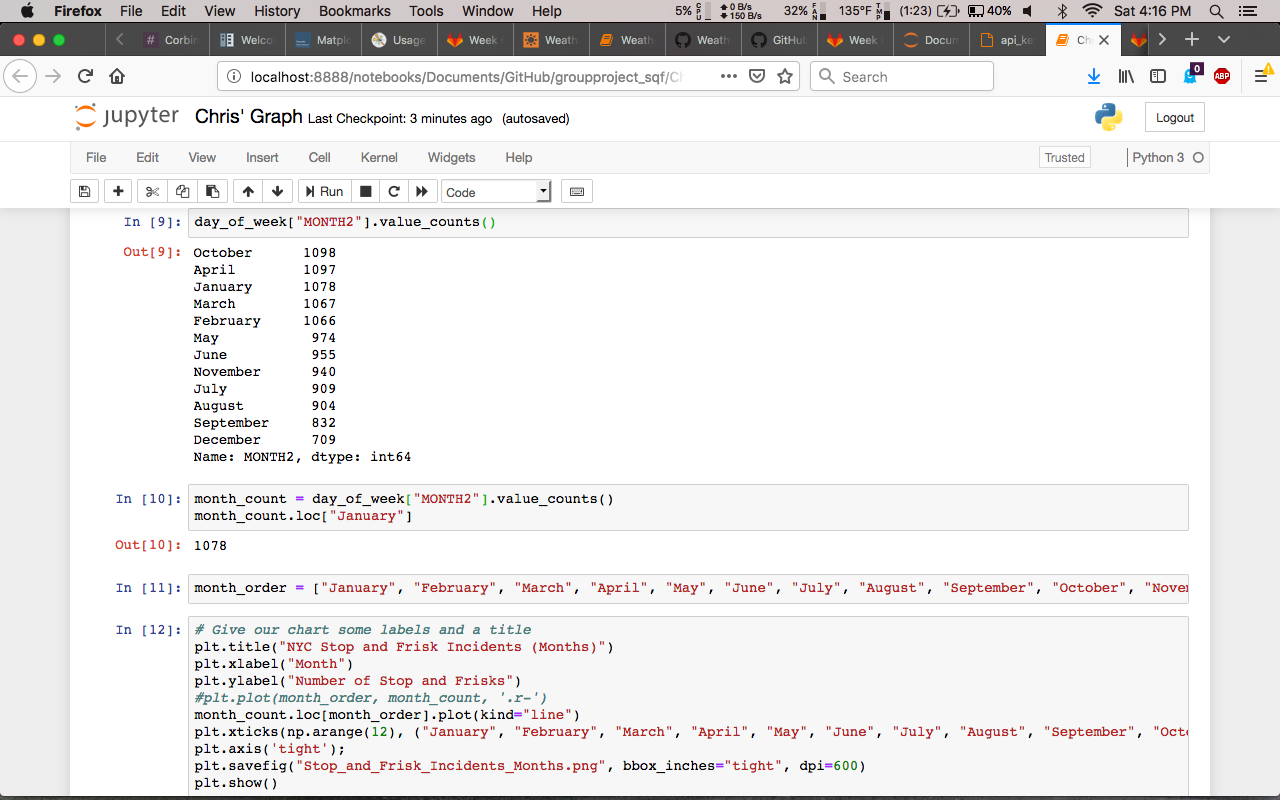 Firefox File Edit View History Bookmarks Tools Window Help 5% CPU 0 B/s 150 B/s 32% FAN 135°F TMP (1:23) 40% Sat 4:16 PM
# Corbin Welco Matplo Usage Week Weath Weath Weath GitHu Week Docum api_ke Ch
localhost:8888/notebooks/Documents/GitHub/groupproject_sqf/Ch ••• Search 0 ABP
jupyter Chris' Graph Last Checkpoint: 3 minutes ago (autosaved) Logout
File Edit View Insert Cell Kernel Widgets Help Trusted Python 3
Run Code
In [9]: day_of_week["MONTH2"].value_counts()
Out[9]: October 1098
April 1097
January 1078
March 1067
February 1066
May 974
June 955
November 940
July 909
August 904
September 832
December 709
Name: MONTH2, dtype: int64
In [10]: month_count = day_of_week["MONTH2"].value_counts()
month_count.loc["January"]
Out[10]: 1078
In [11]: month_order = ["January", "February", "March", "April", "May", "June", "July", "August", "September", "October", "Novem
In [12]: # Give our chart some labels and a title
plt.title("NYC Stop and Frisk Incidents (Months)")
plt.xlabel("Month")
plt.ylabel("Number of Stop and Frisks")
#plt.plot(month_order, month_count, '.r-')
month_count.loc[month_order].plot(kind="line")
plt.xticks(np.arange(12), ("January", "February", "March", "April", "May", "June", "July", "August", "September", "Octo
plt.axis('tight');
plt.savefig("Stop_and_Frisk_Incidents_Months.png", bbox_inches="tight", dpi=600)
plt.show()